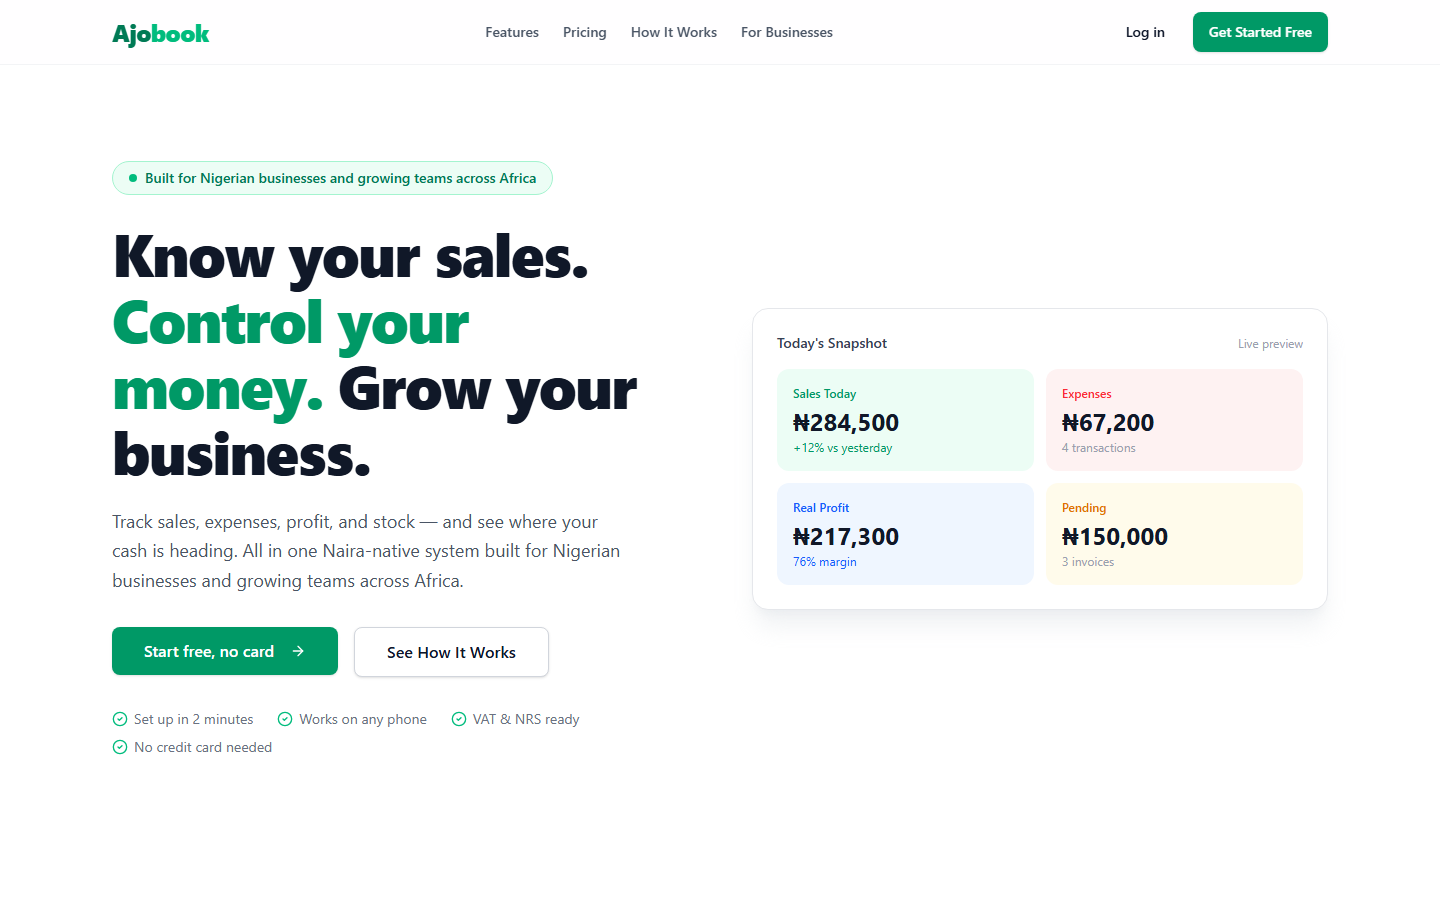 Ajobook
Features
Pricing
How It Works
For Businesses
Log in
Get Started Free
Built for Nigerian businesses and growing teams across Africa
Know your sales.
Control your
money. Grow your
business.
Track sales, expenses, profit, and stock — and see where your
cash is heading. All in one Naira-native system built for Nigerian
businesses and growing teams across Africa.
Start free, no card →
See How It Works
Set up in 2 minutes
Works on any phone
VAT & NRS ready
No credit card needed
Today's Snapshot
Live preview
Sales Today
₦284,500
+12% vs yesterday
Expenses
₦67,200
4 transactions
Real Profit
₦217,300
76% margin
Pending
₦150,000
3 invoices